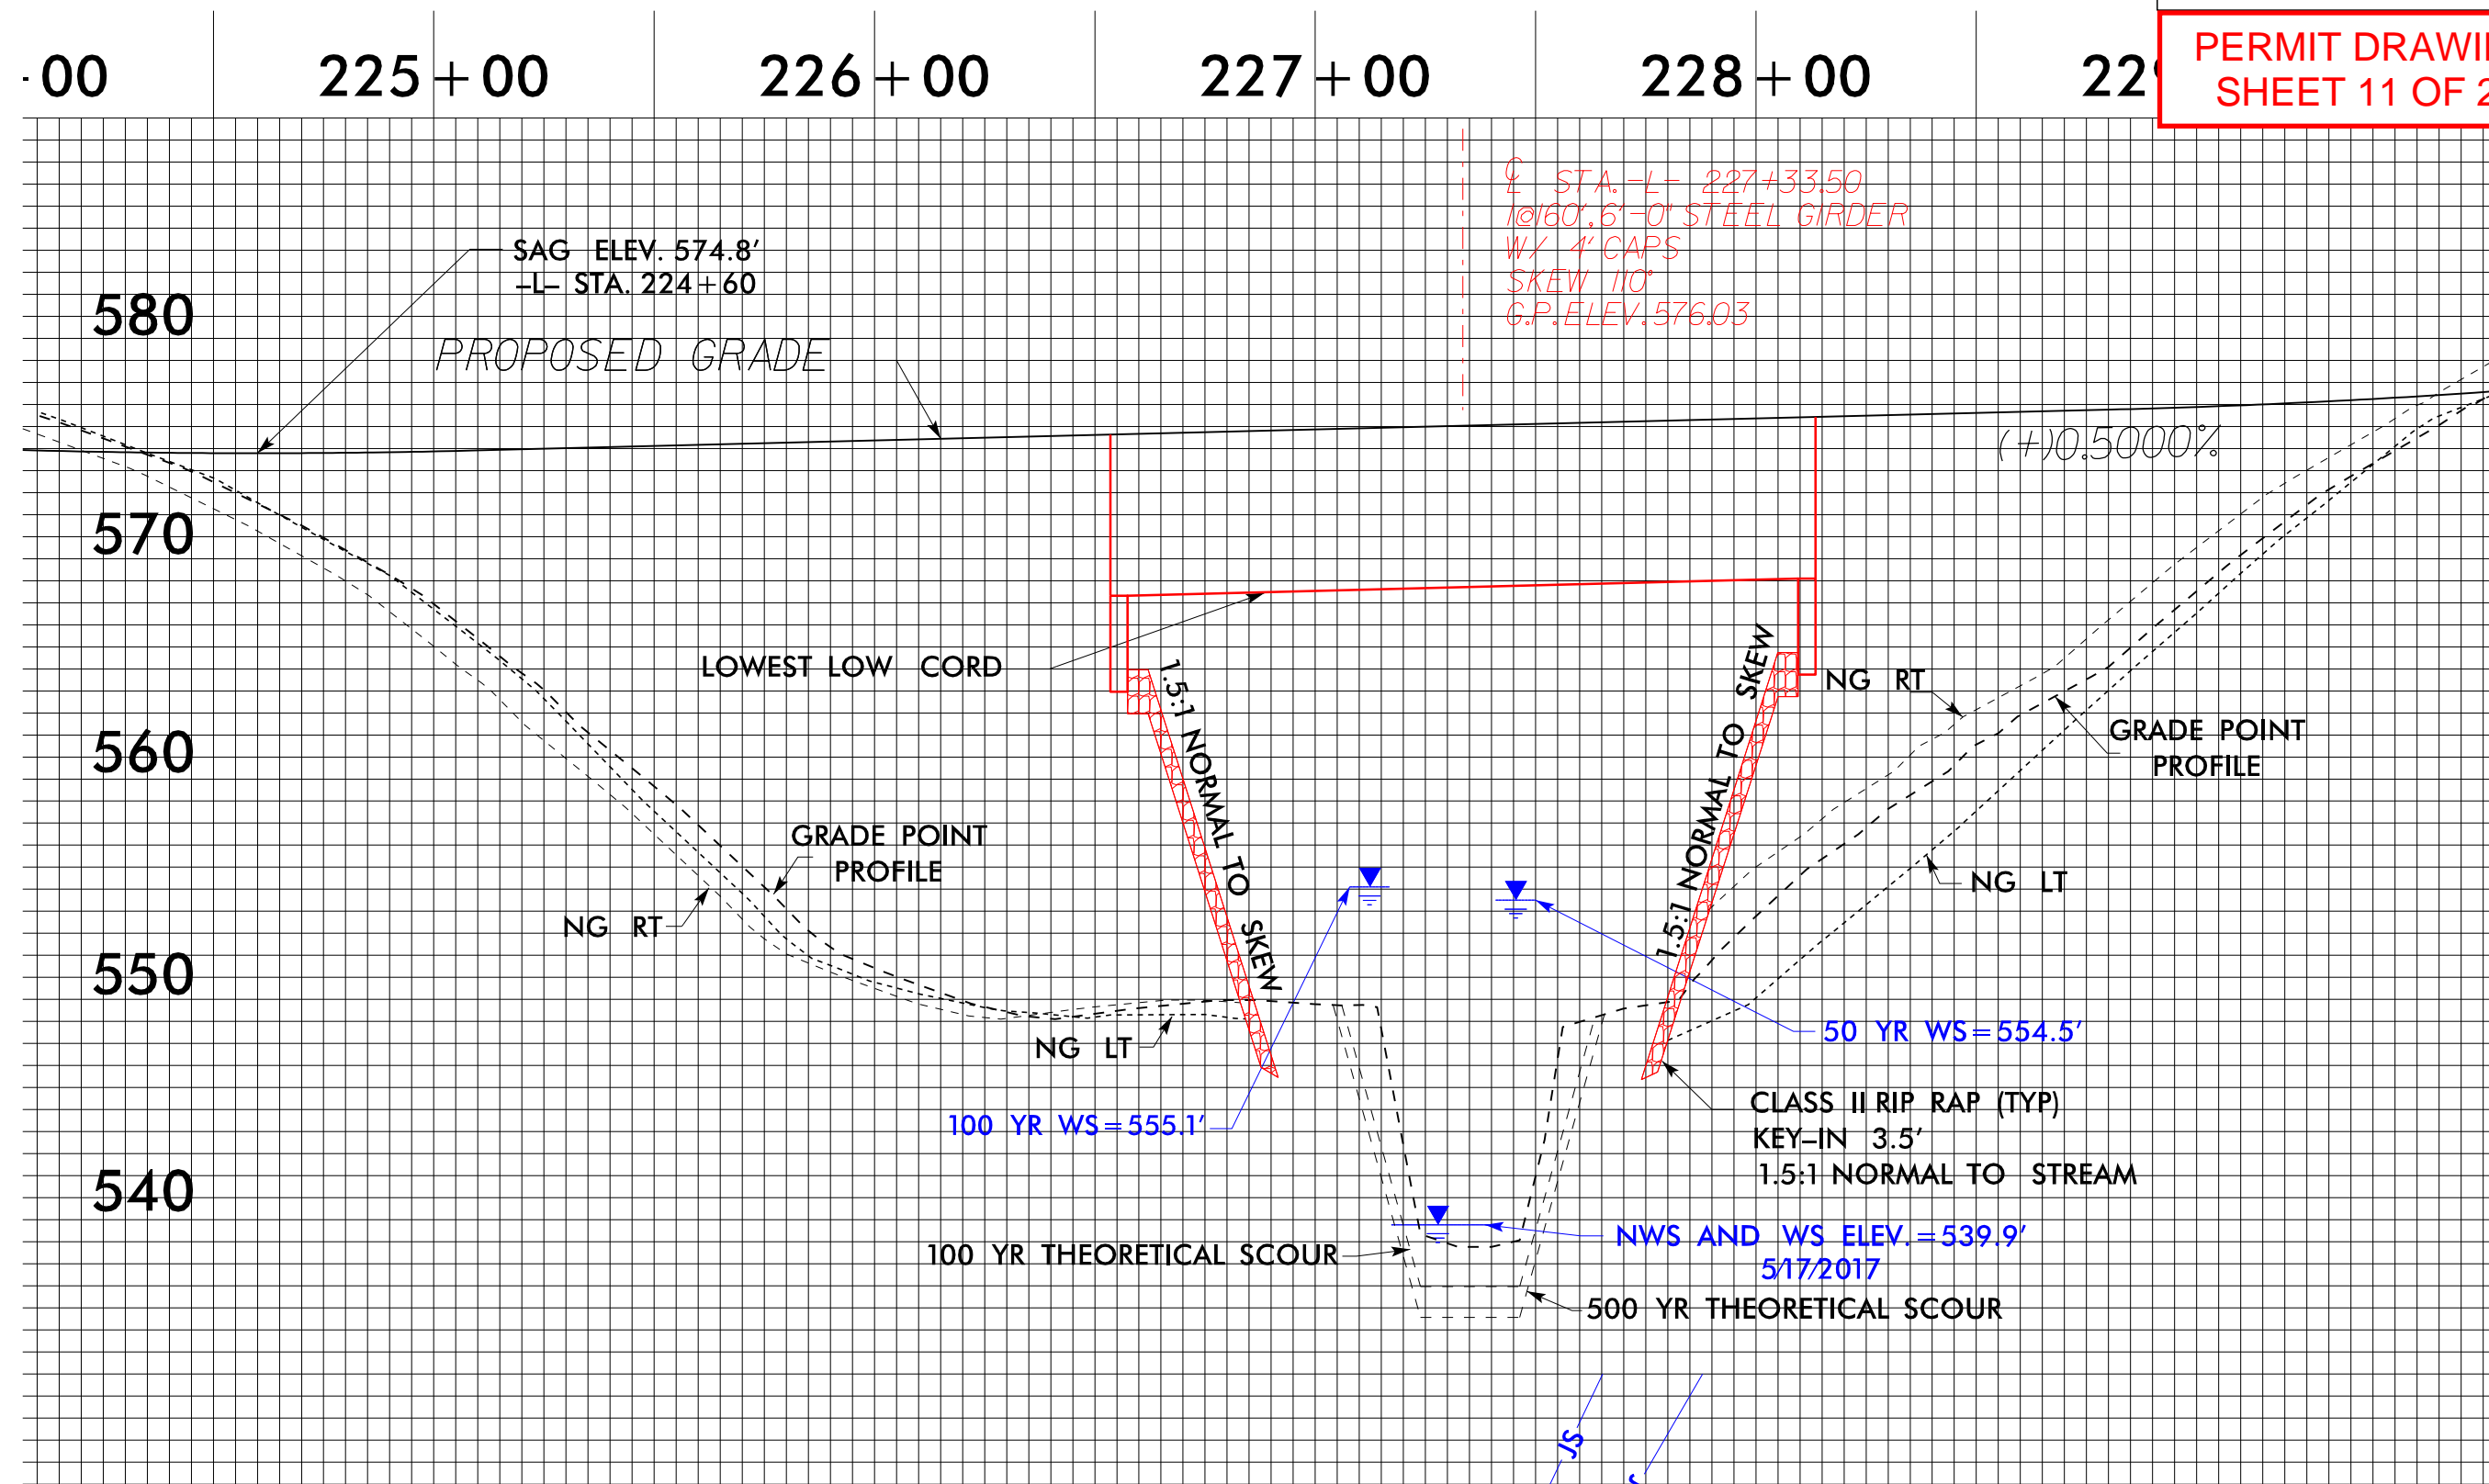 +00
225+00
226+00
227+00
228+00
PERMIT DRAWI
SHEET 11 OF 2
℄ STA. -L- 227+33.50
1@160', 6'-0" STEEL GIRDER
W/ 4' CAPS
SKEW 110°
G.P. ELEV. 576.03
SAG ELEV. 574.8'
-L- STA. 224+60
580
PROPOSED GRADE
(+)0.5000%
570
LOWEST LOW CORD
1.5:1 NORMAL TO SKEW
1.5:1 NORMAL TO SKEW
NG RT
GRADE POINT
PROFILE
560
GRADE POINT
PROFILE
NG RT
NG LT
550
NG LT
50 YR WS=554.5'
100 YR WS=555.1'
CLASS II RIP RAP (TYP)
KEY-IN 3.5'
1.5:1 NORMAL TO STREAM
540
NWS AND WS ELEV.=539.9'
5/17/2017
100 YR THEORETICAL SCOUR
500 YR THEORETICAL SCOUR
JS